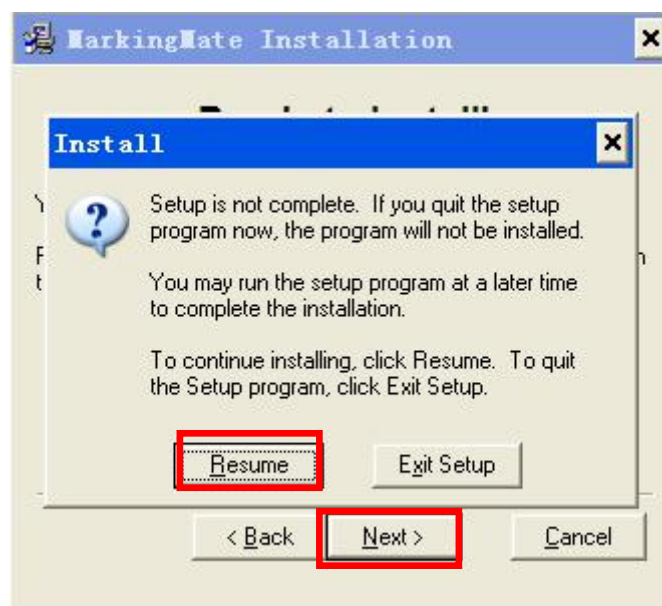 MarkingMate Installation
Install
Setup is not complete. If you quit the setup
program now, the program will not be installed.
You may run the setup program at a later time
to complete the installation.
To continue installing, click Resume. To quit
the Setup program, click Exit Setup.
Resume
Exit Setup
< Back
Next >
Cancel